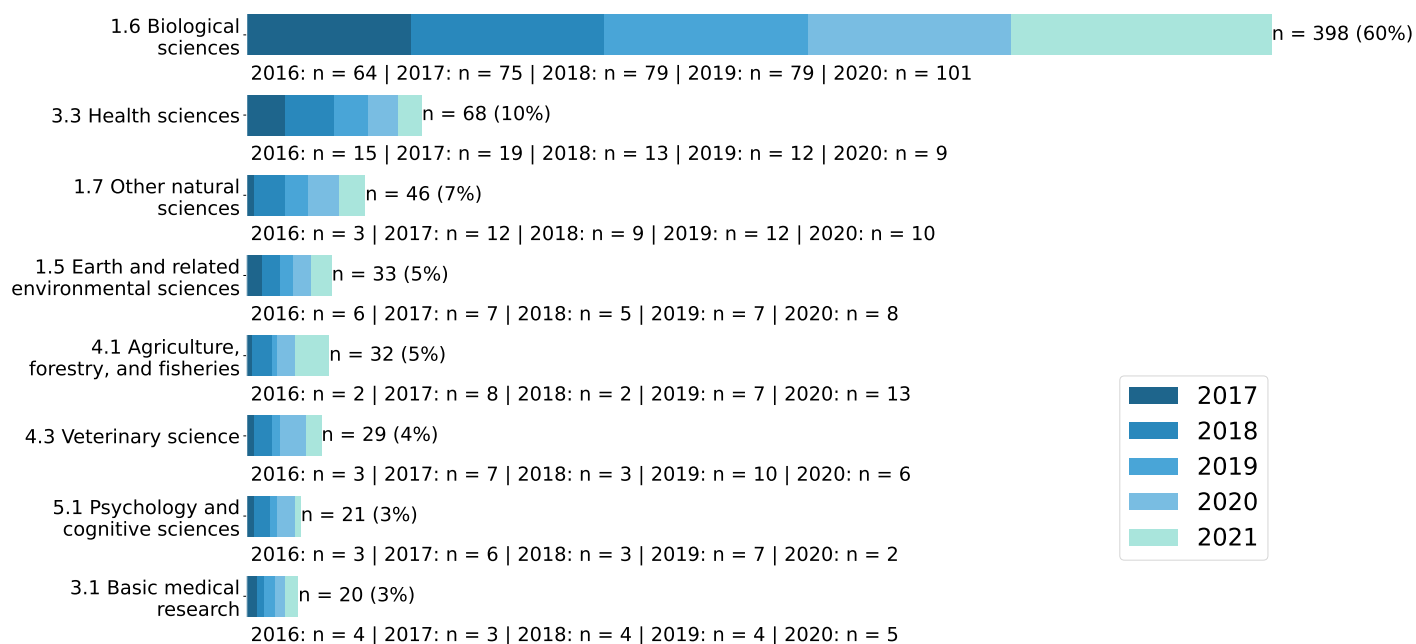 1.6 Biological
sciences
n = 398 (60%)
2016: n = 64 | 2017: n = 75 | 2018: n = 79 | 2019: n = 79 | 2020: n = 101
3.3 Health sciences
n = 68 (10%)
2016: n = 15 | 2017: n = 19 | 2018: n = 13 | 2019: n = 12 | 2020: n = 9
1.7 Other natural
sciences
n = 46 (7%)
2016: n = 3 | 2017: n = 12 | 2018: n = 9 | 2019: n = 12 | 2020: n = 10
1.5 Earth and related
environmental sciences
n = 33 (5%)
2016: n = 6 | 2017: n = 7 | 2018: n = 5 | 2019: n = 7 | 2020: n = 8
4.1 Agriculture,
forestry, and fisheries
n = 32 (5%)
2016: n = 2 | 2017: n = 8 | 2018: n = 2 | 2019: n = 7 | 2020: n = 13
4.3 Veterinary science
n = 29 (4%)
2016: n = 3 | 2017: n = 7 | 2018: n = 3 | 2019: n = 10 | 2020: n = 6
5.1 Psychology and
cognitive sciences
n = 21 (3%)
2016: n = 3 | 2017: n = 6 | 2018: n = 3 | 2019: n = 7 | 2020: n = 2
3.1 Basic medical
research
n = 20 (3%)
2016: n = 4 | 2017: n = 3 | 2018: n = 4 | 2019: n = 4 | 2020: n = 5
2017
2018
2019
2020
2021